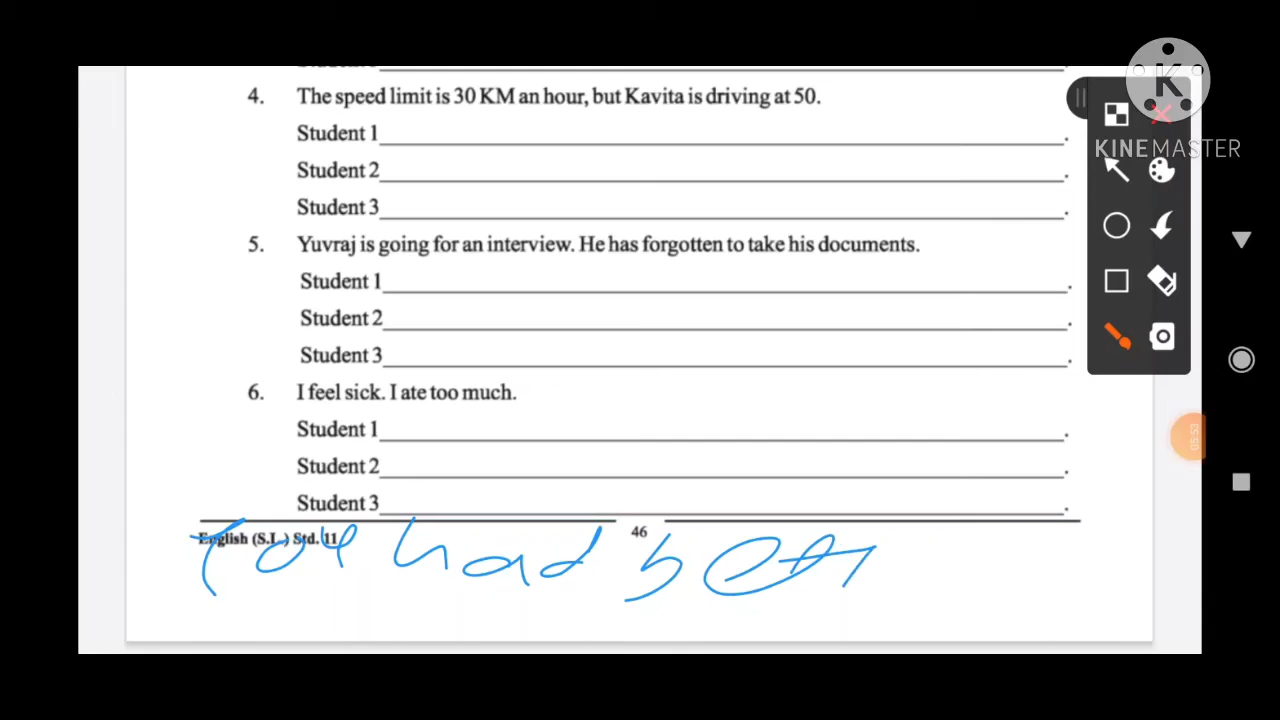 4. The speed limit is 30 KM an hour, but Kavita is driving at 50.
Student 1 .
Student 2 .
Student 3 .
5. Yuvraj is going for an interview. He has forgotten to take his documents.
Student 1 .
Student 2 .
Student 3 .
6. I feel sick. I ate too much.
Student 1 .
Student 2 .
Student 3 .
English (S.L.) Std. 11 46
had
K
KINEMASTER
05:53